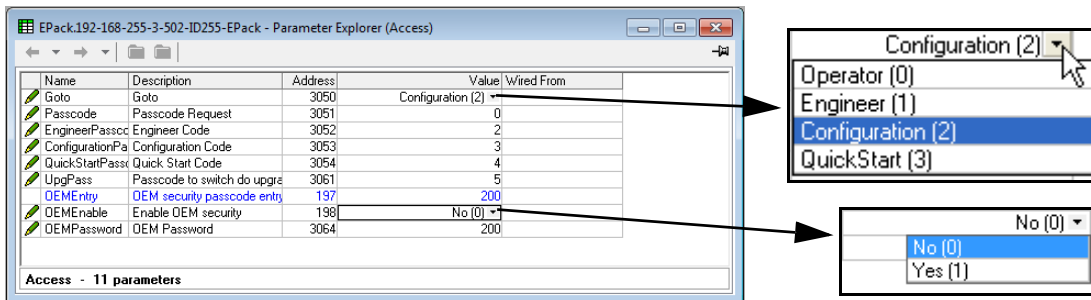 EPack.192-168-255-3-502-ID255-EPack - Parameter Explorer (Access)
Name Description Address Value Wired From
Goto Goto 3050 Configuration (2)
Passcode Passcode Request 3051 0
EngineerPassco Engineer Code 3052 2
ConfigurationPa Configuration Code 3053 3
QuickStartPassc Quick Start Code 3054 4
UpgPass Passcode to switch do upgra 3061 5
OEMEntry OEM security passcode entry 197 200
OEMEnable Enable OEM security 198 No (0)
OEMPassword OEM Password 3064 200
Access - 11 parameters
Configuration (2)
Operator (0)
Engineer (1)
Configuration (2)
QuickStart (3)
No (0)
No (0)
Yes (1)